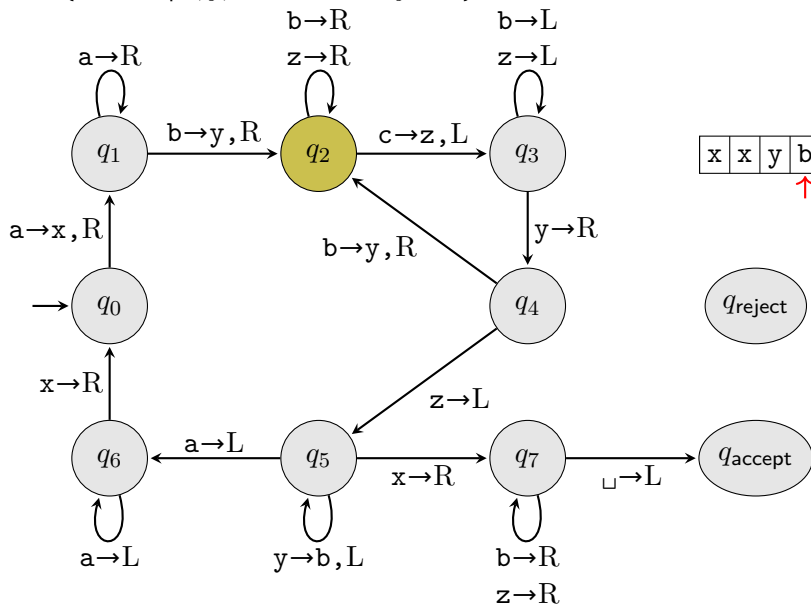 b→R b→L
a→R z→R z→L
b→y,R c→z,L
q1 q2 q3 x x y b
↑
a→x,R b→y,R y→R
q0 q4 qreject
x→R z→L
a→L x→R ␣→L
q6 q5 q7 qaccept
a→L y→b,L b→R
z→R